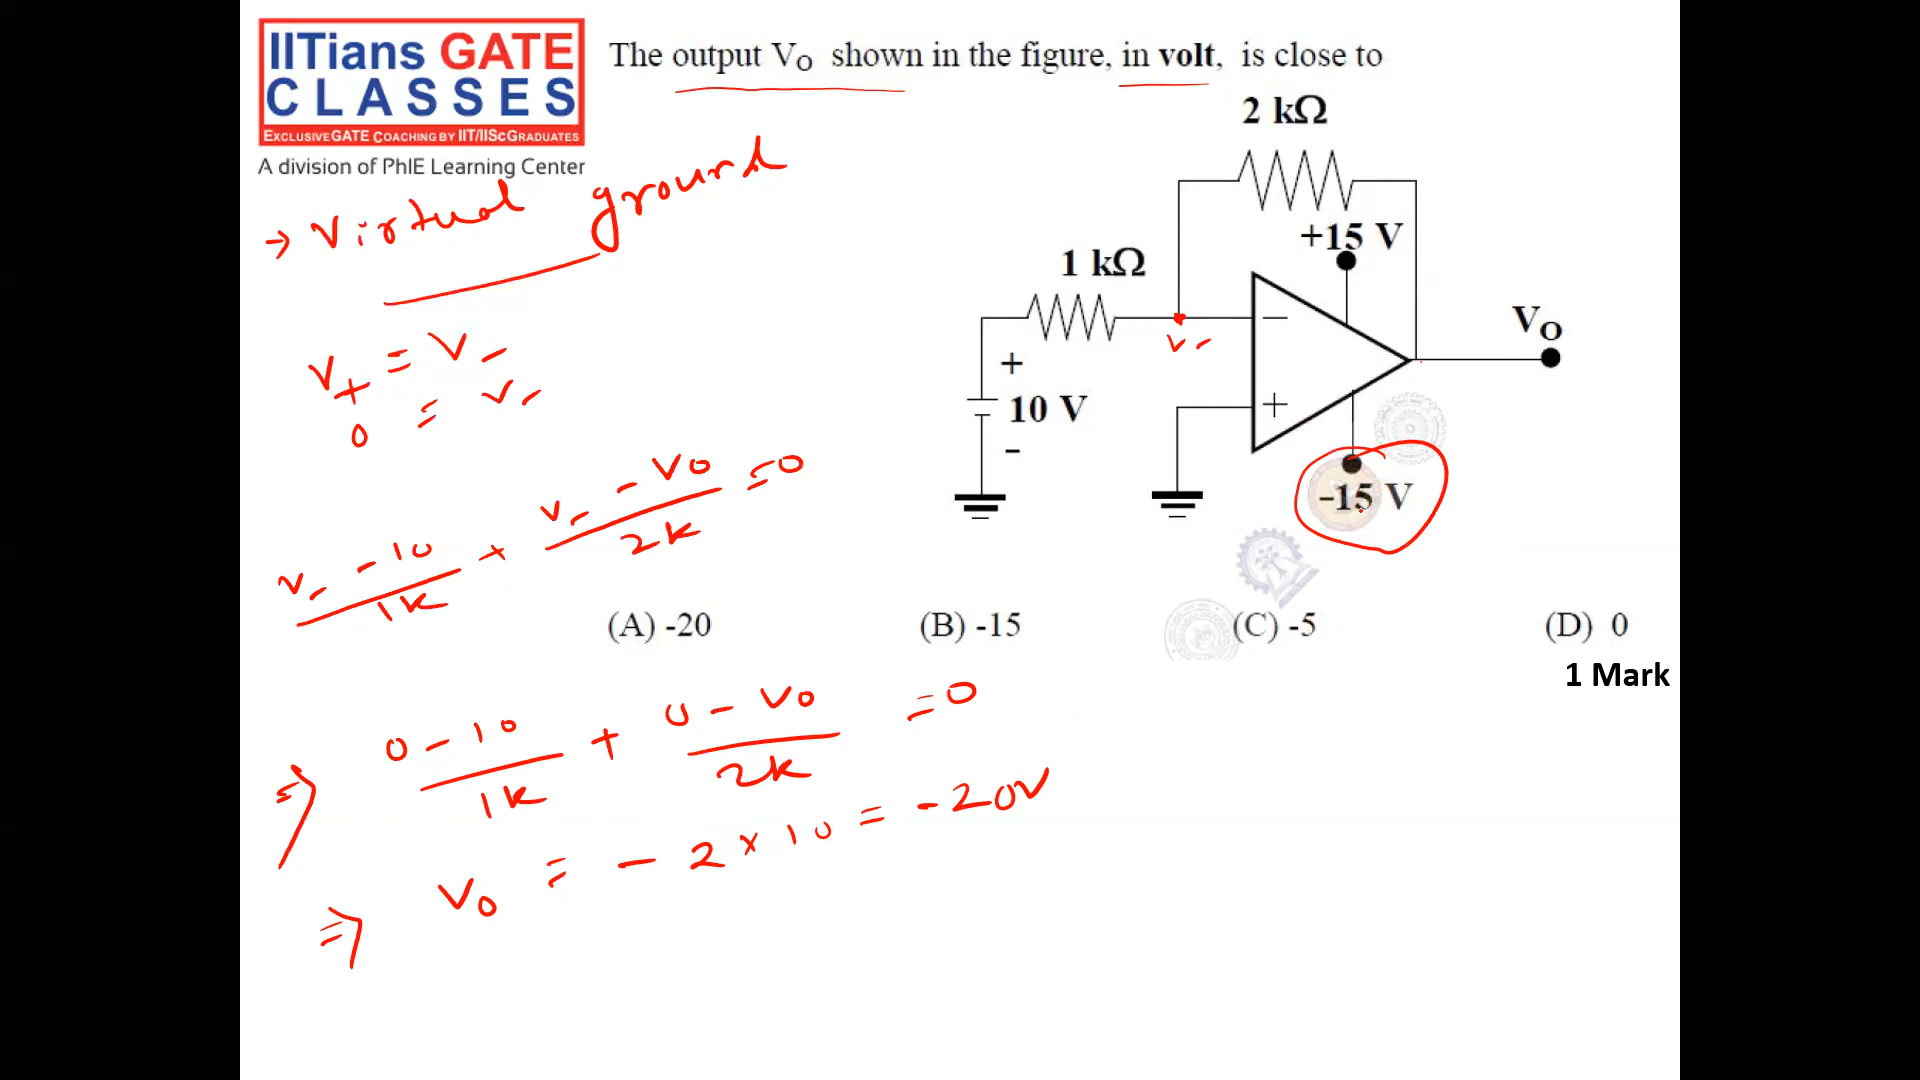 IITians GATE
CLASSES
EXCLUSIVE GATE COACHING BY IIT/IISc GRADUATES
A division of PhIE Learning Center
The output VO shown in the figure, in volt, is close to
2 kΩ
+15 V
1 kΩ
VO
−
V-
+
10 V
-
+
−15 V
→ Virtual ground
V+ = V-
0 = V-
V- - 10 / 1k + V- - VO / 2k = 0
(A) -20 (B) -15 (C) -5 (D) 0
1 Mark
⇒ 0 - 10 / 1k + 0 - VO / 2k = 0
⇒ VO = - 2 × 10 = - 20V